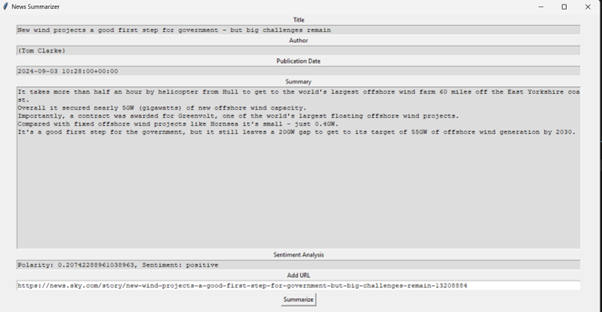 News Summarizer
Title
New wind projects a good first step for government - but big challenges remain
Author
(Tom Clarke)
Publication Date
2024-09-03 10:28:00+00:00
Summary
It takes more than half an hour by helicopter from Hull to get to the world's largest offshore wind farm 60 miles off the East Yorkshire coa
st.
Overall it secured nearly 5GW (gigawatts) of new offshore wind capacity.
Importantly, a contract was awarded for Greenvolt, one of the world's largest floating offshore wind projects.
Compared with fixed offshore wind projects like Hornsea it's small - just 0.4GW.
It's a good first step for the government, but it still leaves a 20GW gap to get to its target of 55GW of offshore wind generation by 2030.
Sentiment Analysis
Polarity: 0.20742288961038963, Sentiment: positive
Add URL
https://news.sky.com/story/new-wind-projects-a-good-first-step-for-government-but-big-challenges-remain-13208884
Summarize